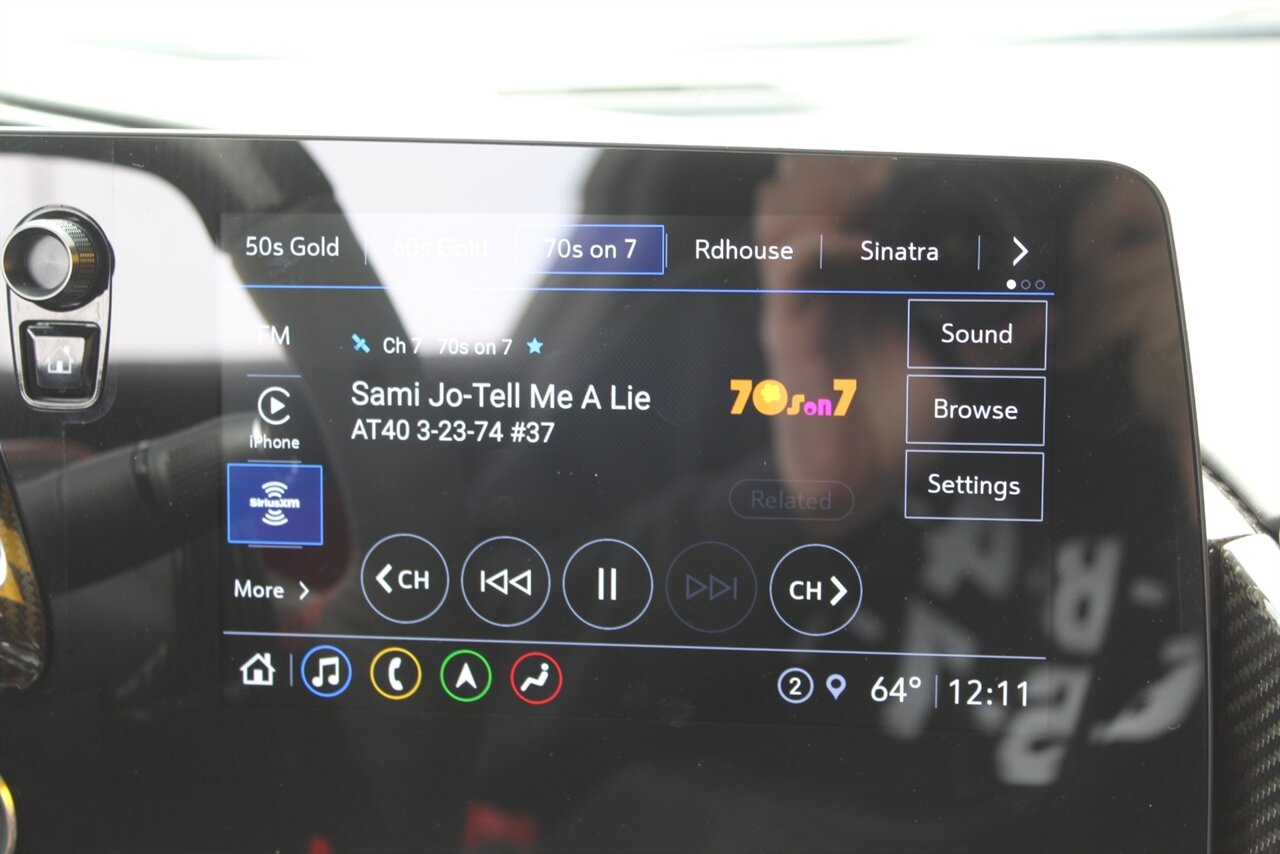 50s Gold 60s Gold 70s on 7 Rdhouse Sinatra
FM
Ch 7 70s on 7
Sound
Sami Jo-Tell Me A Lie
AT40 3-23-74 #37
70s on 7
Browse
iPhone
SiriusXM
Related
Settings
More
CH
CH
2 64° 12:11